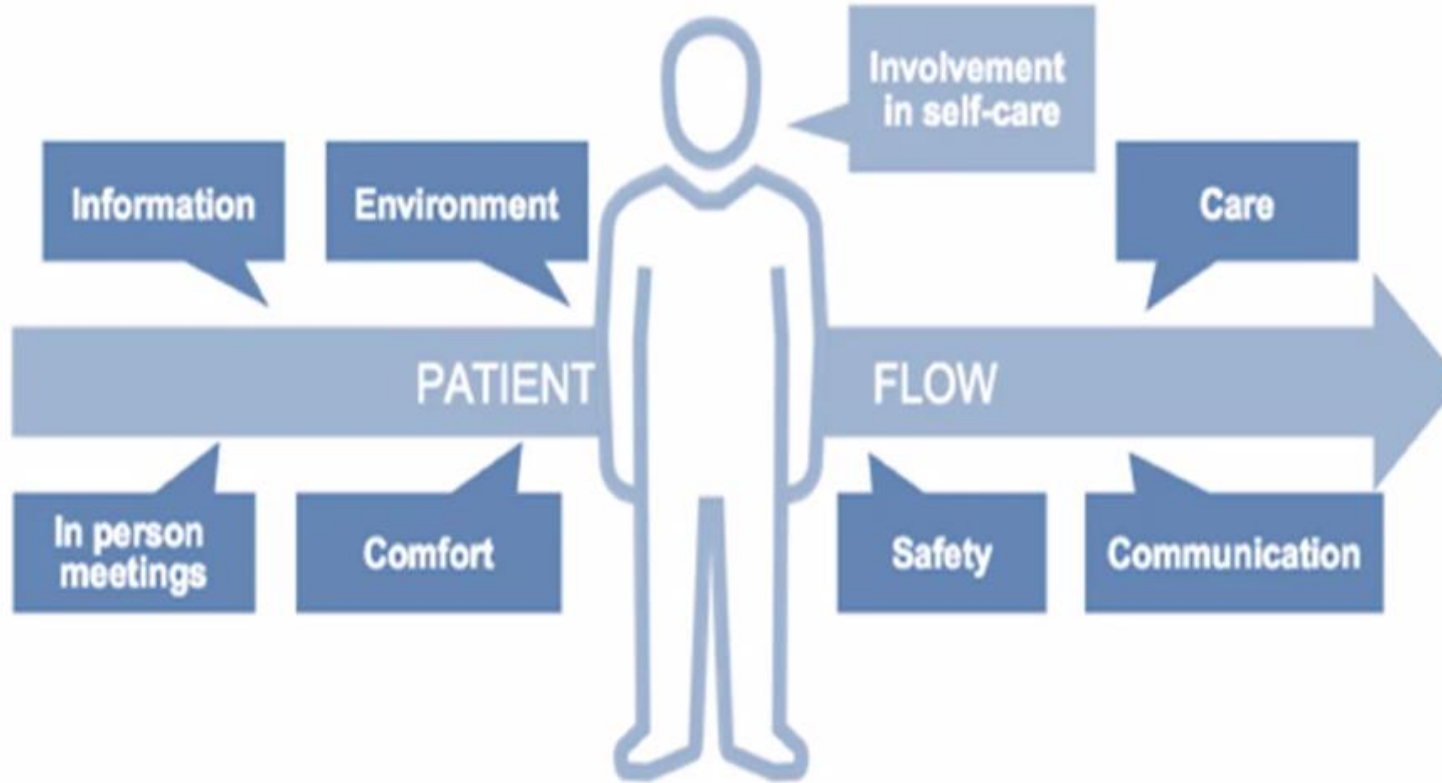 Involvement
in self-care
Information
Environment
Care
PATIENT FLOW
In person
meetings
Comfort
Safety
Communication